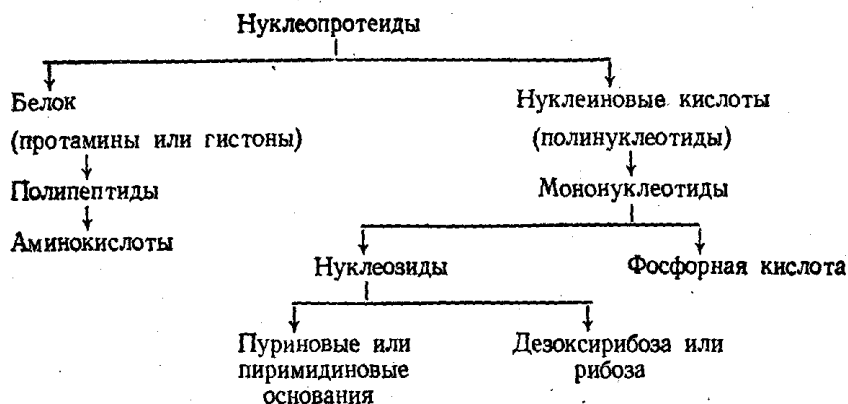 Нуклеопротеиды
Белок
(протамины или гистоны)
Полипептиды
Аминокислоты
Нуклеиновые кислоты
(полинуклеотиды)
Мононуклеотиды
Нуклеозиды
Фосфорная кислота
Пуриновые или
пиримидиновые
основания
Дезоксирибоза или
рибоза